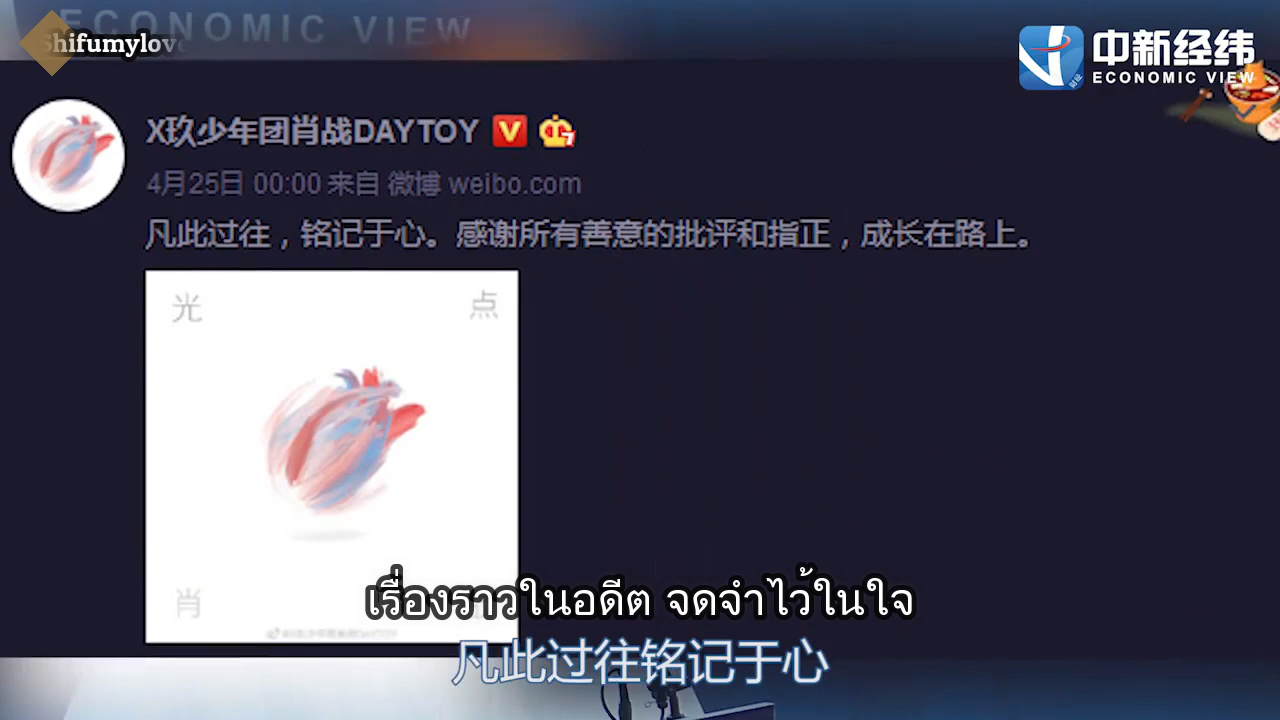 ECONOMIC VIEW
Shifumylove
中新经纬
ECONOMIC VIEW
X玖少年团肖战DAYTOY
4月25日 00:00 来自 微博 weibo.com
凡此过往，铭记于心。感谢所有善意的批评和指正，成长在路上。
光 点
肖
เรื่องราวในอดีต จดจำไว้ในใจ
凡此过往铭记于心